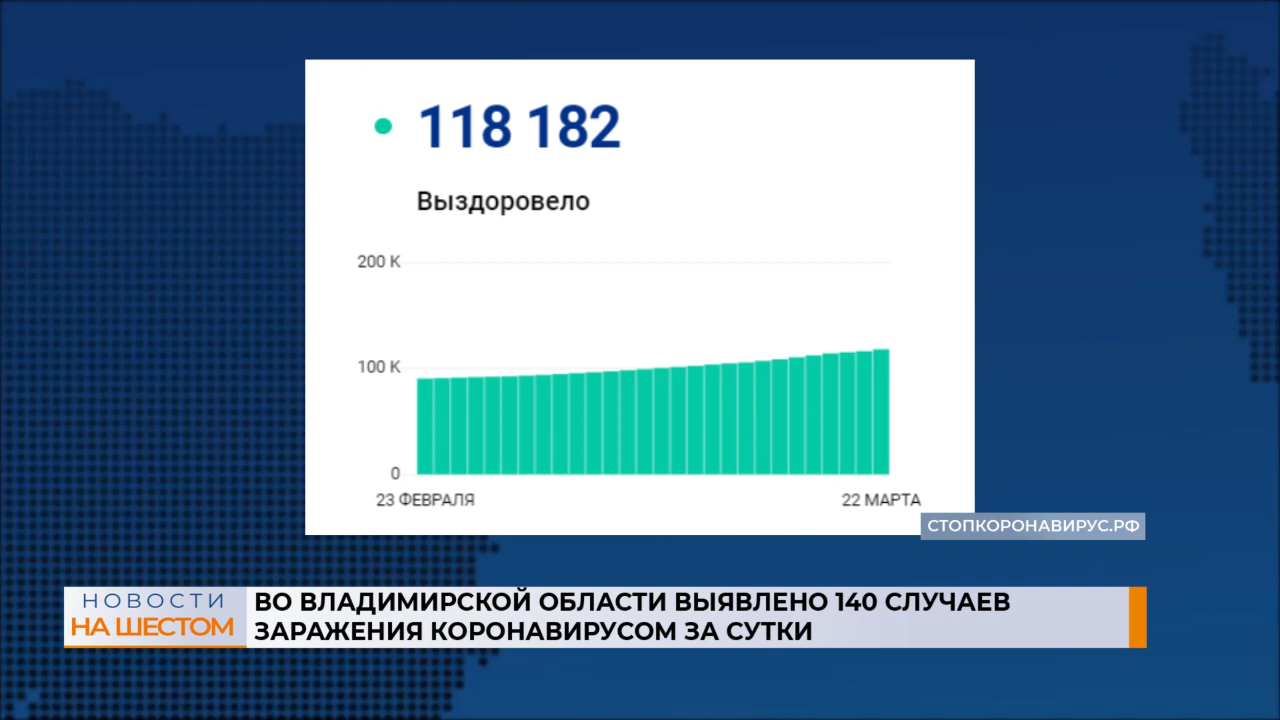 118 182
Выздоровело
200 K
100 K
0
23 ФЕВРАЛЯ
22 МАРТА
СТОПКОРОНАВИРУС.РФ
НОВОСТИ
НА ШЕСТОМ
ВО ВЛАДИМИРСКОЙ ОБЛАСТИ ВЫЯВЛЕНО 140 СЛУЧАЕВ
ЗАРАЖЕНИЯ КОРОНАВИРУСОМ ЗА СУТКИ